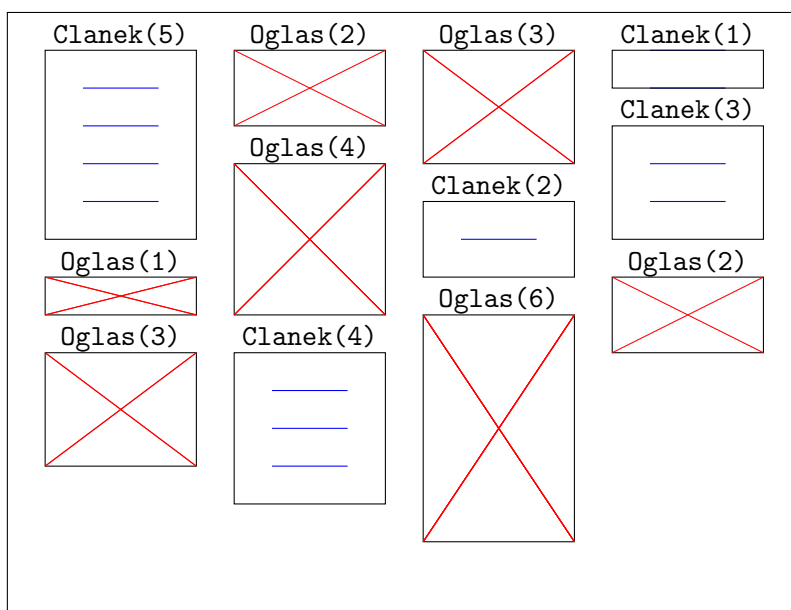 Clanek(5)
Oglas(1)
Oglas(3)
Oglas(2)
Oglas(4)
Clanek(4)
Oglas(3)
Clanek(2)
Oglas(6)
Clanek(1)
Clanek(3)
Oglas(2)